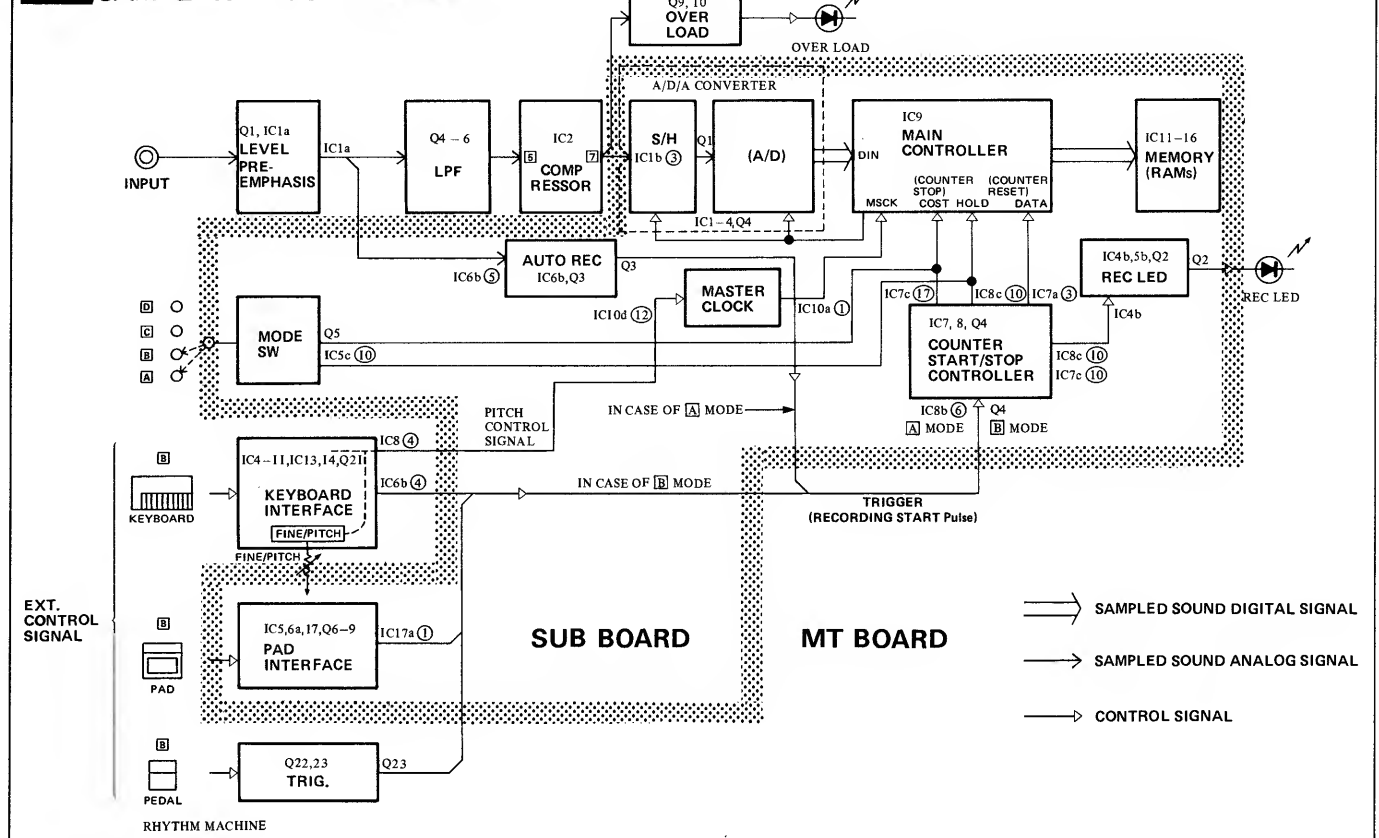 Q9, 10
OVER
LOAD
OVER LOAD
A/D/A CONVERTER
INPUT
Q1, IC1a
LEVEL
PRE-
EMPHASIS
IC1a
Q4 – 6
LPF
IC2
5 7
COMP
RESSOR
S/H
IC1b ③
Q1
(A/D)
IC1–4, Q4
IC9
MAIN
CONTROLLER
DIN
(COUNTER
STOP)
(COUNTER
RESET)
MSCK COST HOLD DATA
IC11–16
MEMORY
(RAMs)
IC6b ⑤
AUTO REC
IC6b, Q3
Q3
IC10d ⑫
MASTER
CLOCK
IC10a ①
IC7c ⑰
IC8c ⑩
IC7a ③
IC4b, 5b, Q2
REC LED
Q2
REC LED
IC4b
D
C
B
A
MODE
SW
Q5
IC5c ⑩
IC7, 8, Q4
COUNTER
START/STOP
CONTROLLER
IC8c ⑩
IC7c ⑩
IC8b ⑥
A MODE
Q4
B MODE
PITCH
CONTROL
SIGNAL
IN CASE OF A MODE
B
KEYBOARD
IC4–11, IC13, 14, Q21
KEYBOARD
INTERFACE
FINE/PITCH
IC8 ④
IC6b ④
FINE/PITCH
IN CASE OF B MODE
TRIGGER
(RECORDING START Pulse)
EXT.
CONTROL
SIGNAL
B
PAD
IC5, 6a, 17, Q6–9
PAD
INTERFACE
IC17a ①
SUB BOARD
MT BOARD
SAMPLED SOUND DIGITAL SIGNAL
SAMPLED SOUND ANALOG SIGNAL
CONTROL SIGNAL
B
PEDAL
Q22, 23
TRIG.
Q23
RHYTHM MACHINE